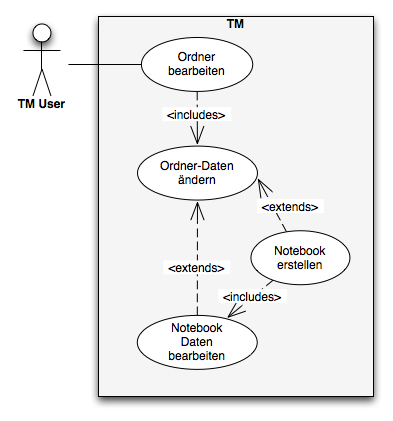 TM
Ordner
bearbeiten
TM User
<includes>
Ordner-Daten
ändern
<extends>
Notebook
erstellen
<extends>
<includes>
Notebook
Daten
bearbeiten